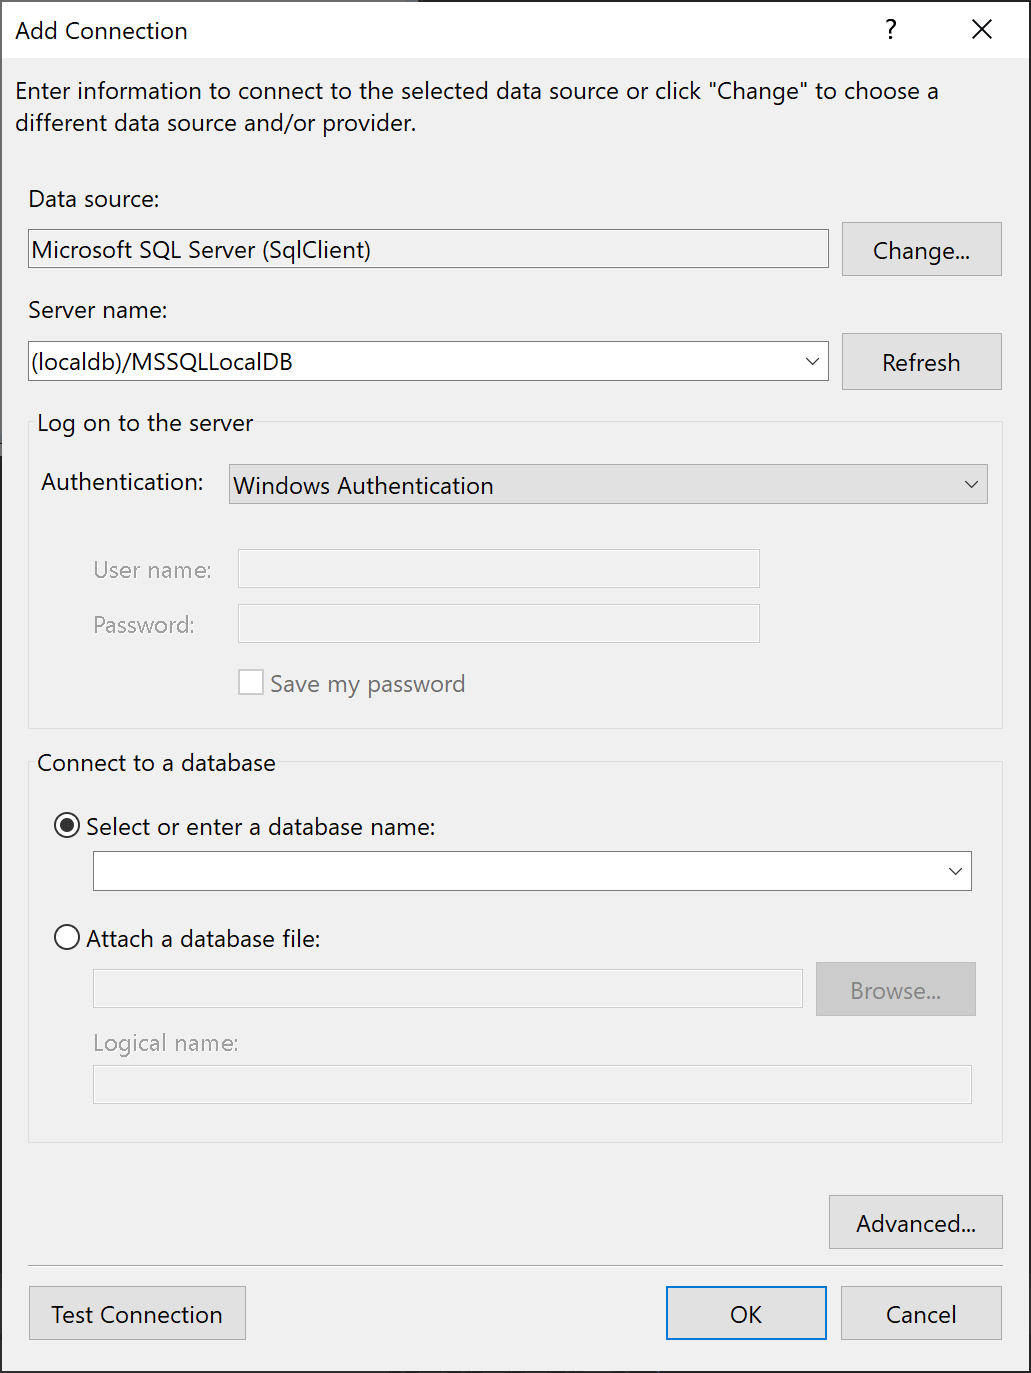 Add Connection
?
Enter information to connect to the selected data source or click "Change" to choose a
different data source and/or provider.
Data source:
Microsoft SQL Server (SqlClient)
Change...
Server name:
(localdb)/MSSQLLocalDB
Refresh
Log on to the server
Authentication:
Windows Authentication
User name:
Password:
Save my password
Connect to a database
Select or enter a database name:
Attach a database file:
Browse...
Logical name:
Advanced...
Test Connection
OK
Cancel